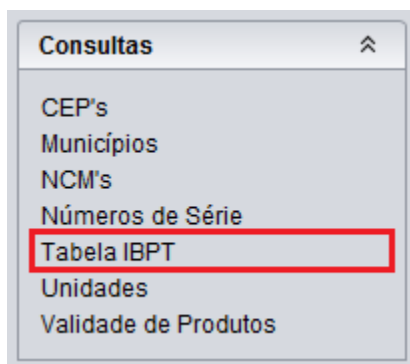 Consultas
CEP's
Municípios
NCM's
Números de Série
Tabela IBPT
Unidades
Validade de Produtos